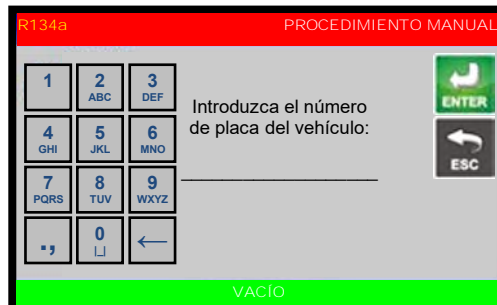 R134a PROCEDIMIENTO MANUAL
1 2 3
ABC DEF
4 5 6
GHI JKL MNO
7 8 9
PQRS TUV WXYZ
., 0 ←
Introduzca el número
de placa del vehículo:
ENTER
ESC
VACÍO